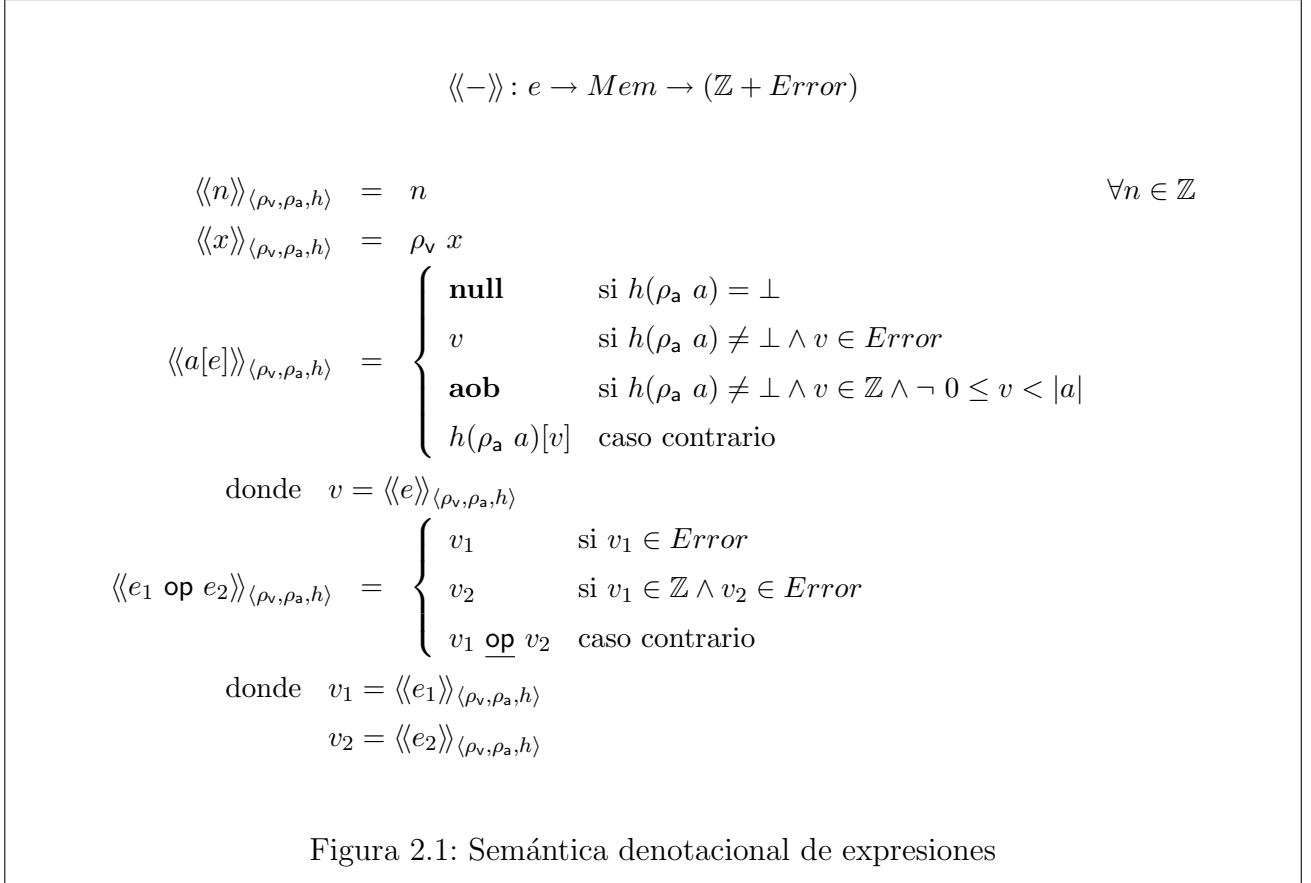 ⟪−⟫ : e → Mem → (ℤ + Error)
⟪n⟫⟨ρv,ρa,h⟩ = n ∀n ∈ ℤ
⟪x⟫⟨ρv,ρa,h⟩ = ρv x
null si h(ρa a) = ⊥
v si h(ρa a) ≠ ⊥ ∧ v ∈ Error
⟪a[e]⟫⟨ρv,ρa,h⟩ =
aob si h(ρa a) ≠ ⊥ ∧ v ∈ ℤ ∧ ¬ 0 ≤ v < |a|
h(ρa a)[v] caso contrario
donde v = ⟪e⟫⟨ρv,ρa,h⟩
v1 si v1 ∈ Error
⟪e1 op e2⟫⟨ρv,ρa,h⟩ = v2 si v1 ∈ ℤ ∧ v2 ∈ Error
v1 op v2 caso contrario
donde v1 = ⟪e1⟫⟨ρv,ρa,h⟩
v2 = ⟪e2⟫⟨ρv,ρa,h⟩
Figura 2.1: Semántica denotacional de expresiones